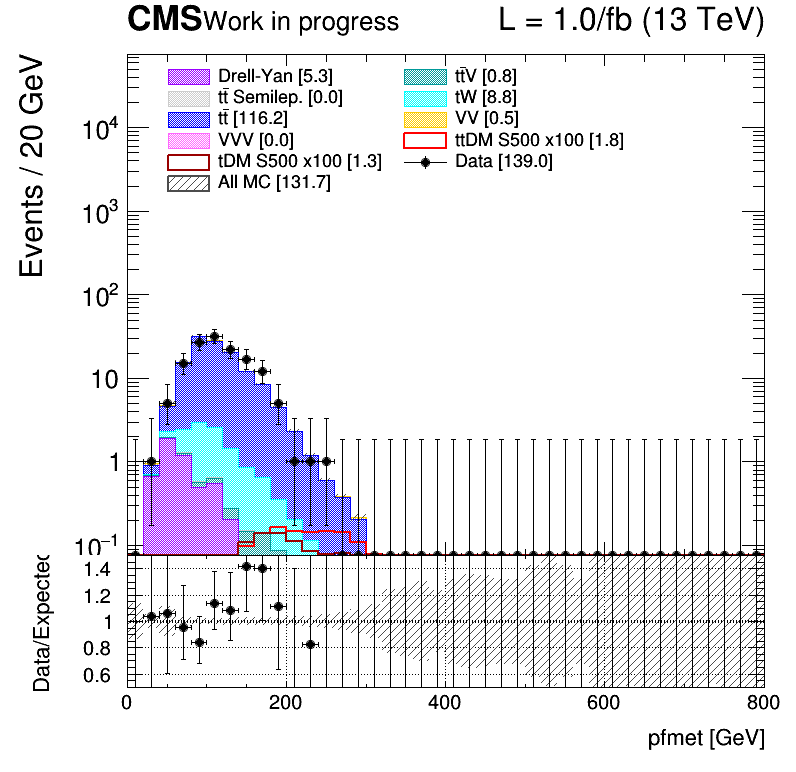 CMS Work in progress L = 1.0/fb (13 TeV)
Events / 20 GeV
Drell-Yan [5.3] tt̄V [0.8]
tt̄ Semilep. [0.0] tW [8.8]
tt̄ [116.2] VV [0.5]
VVV [0.0] ttDM S500 x100 [1.8]
tDM S500 x100 [1.3] Data [139.0]
All MC [131.7]
10⁴
10³
10²
10
1
10⁻¹
Data/Expected
1.4
1.2
1
0.8
0.6
0 200 400 600 800
pfmet [GeV]